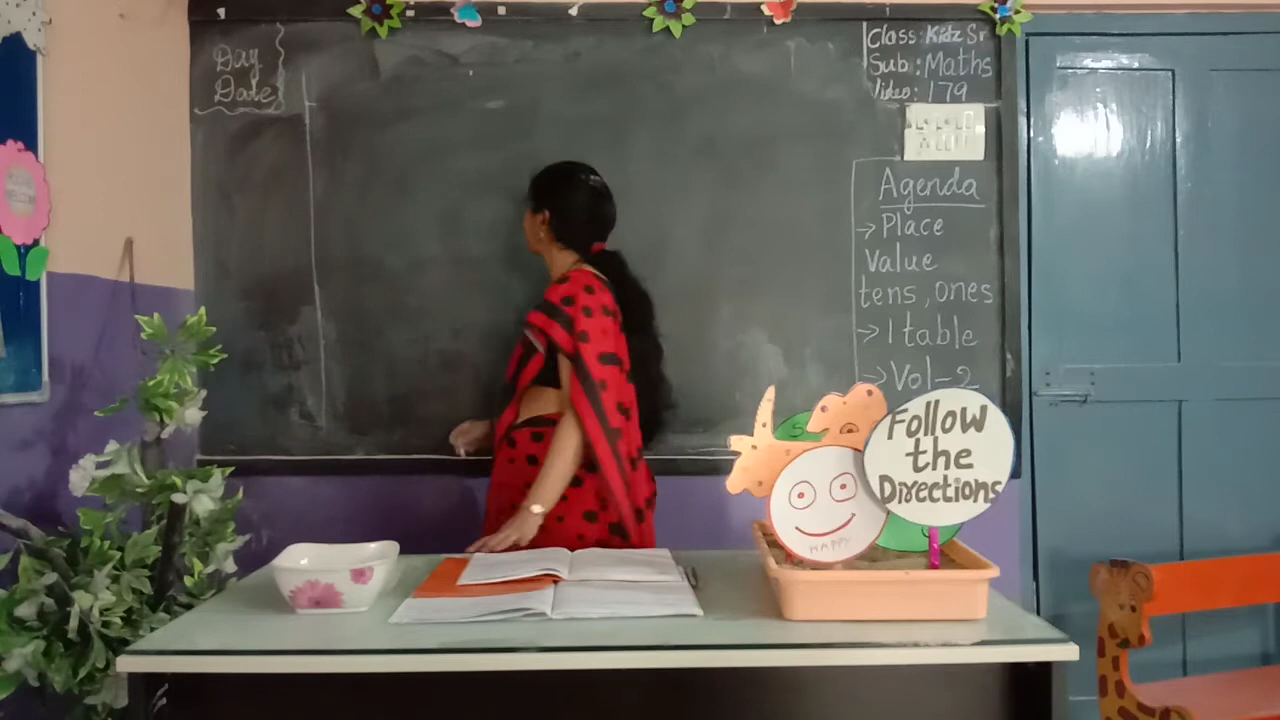 Day
Date
Class: Kidz Sr
Sub: Maths
Video: 179
Agenda
→ Place
Value
tens, ones
→ 1 table
→ Vol-2
Follow
the
Directions
HAPPY